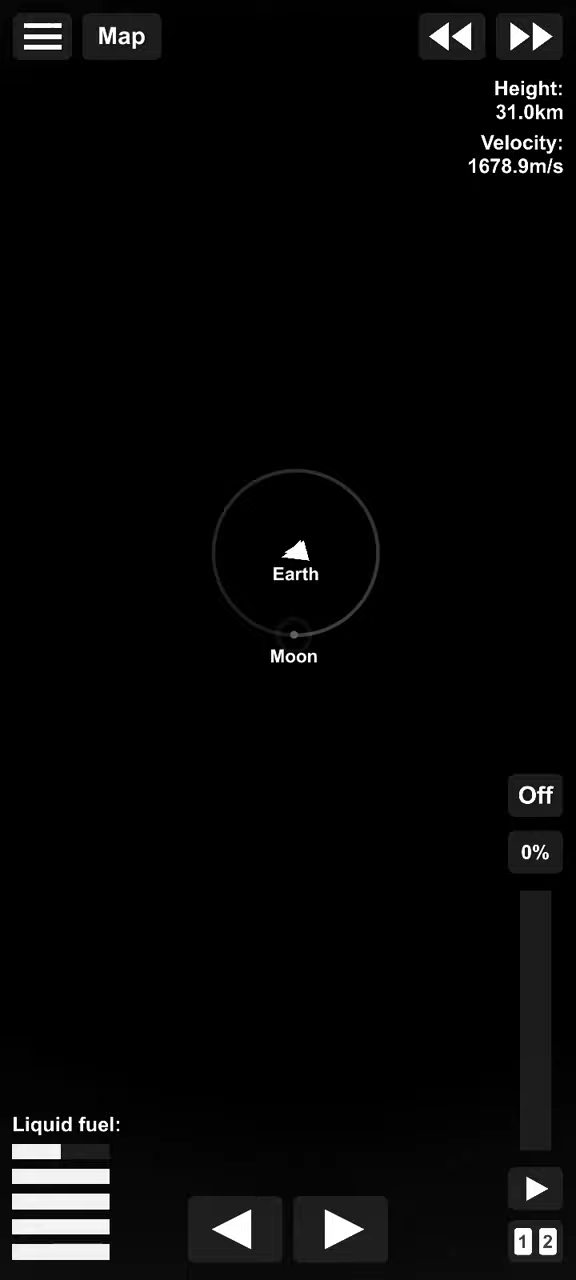 Map
Height:
31.0km
Velocity:
1678.9m/s
Earth
Moon
Off
0%
Liquid fuel:
1 2